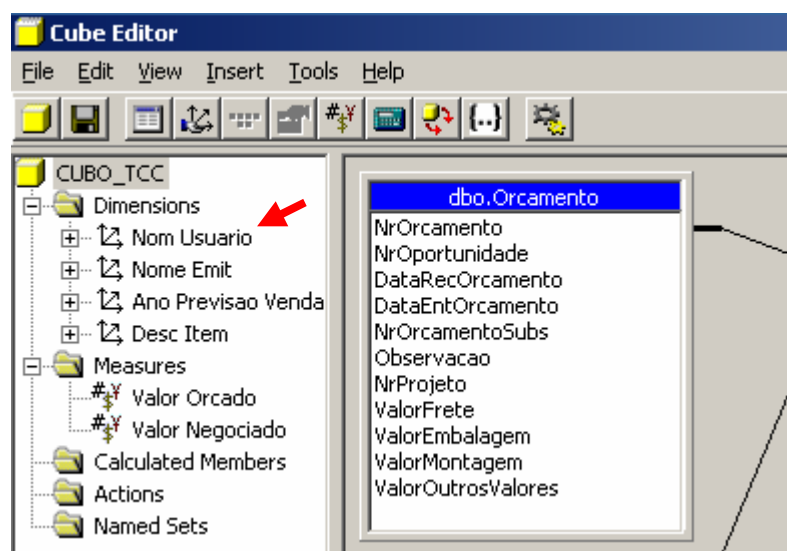 Cube Editor
File Edit View Insert Tools Help
CUBO_TCC
Dimensions
Nom Usuario
Nome Emit
Ano Previsao Venda
Desc Item
Measures
Valor Orcado
Valor Negociado
Calculated Members
Actions
Named Sets
dbo.Orcamento
NrOrcamento
NrOportunidade
DataRecOrcamento
DataEntOrcamento
NrOrcamentoSubs
Observacao
NrProjeto
ValorFrete
ValorEmbalagem
ValorMontagem
ValorOutrosValores